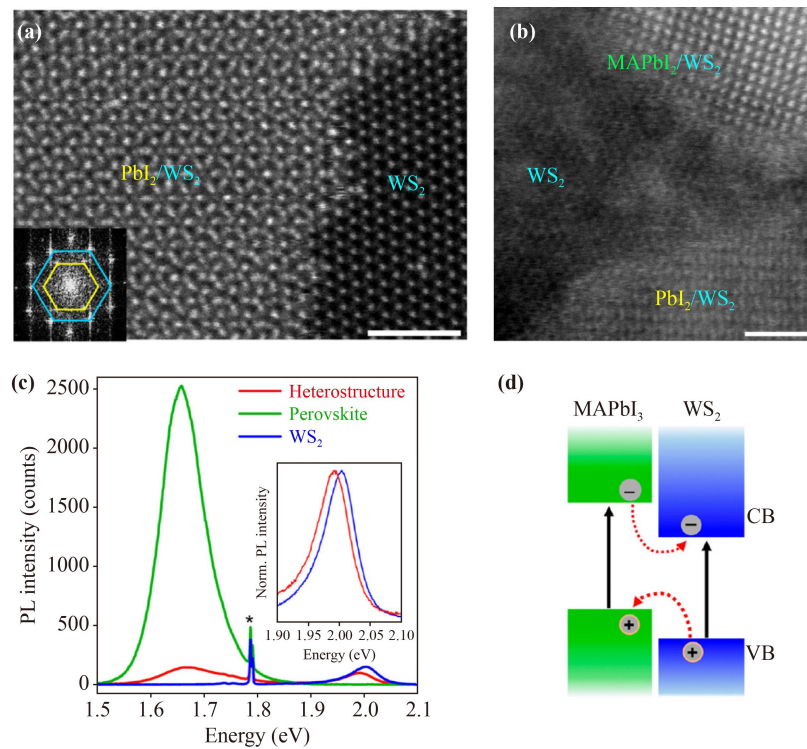 (a)
PbI₂/WS₂
WS₂
(b)
MAPbI₂/WS₂
WS₂
PbI₂/WS₂
(c)
PL intensity (counts)
2500
2000
1500
1000
500
0
1.5 1.6 1.7 1.8 1.9 2.0 2.1
Energy (eV)
Heterostructure
Perovskite
WS₂
*
Norm. PL intensity
1.90 1.95 2.00 2.05 2.10
Energy (eV)
(d)
MAPbI₃ WS₂
−
−
CB
+
+
VB